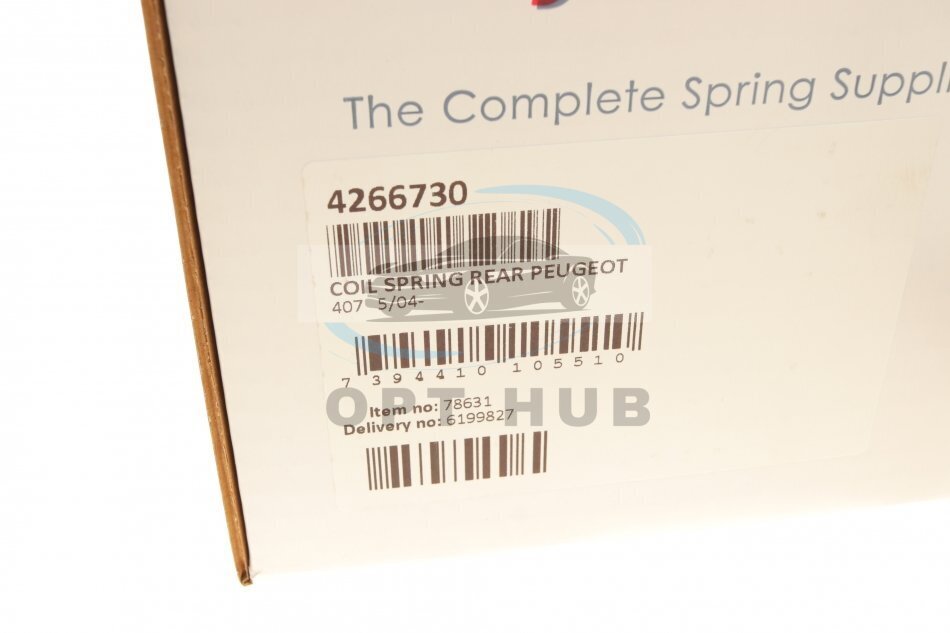 The Complete Spring Suppli
4266730
COIL SPRING REAR PEUGEOT
407 5/04-
7 394410 105510
OPT HUB
Item no: 78631
Delivery no: 6199827